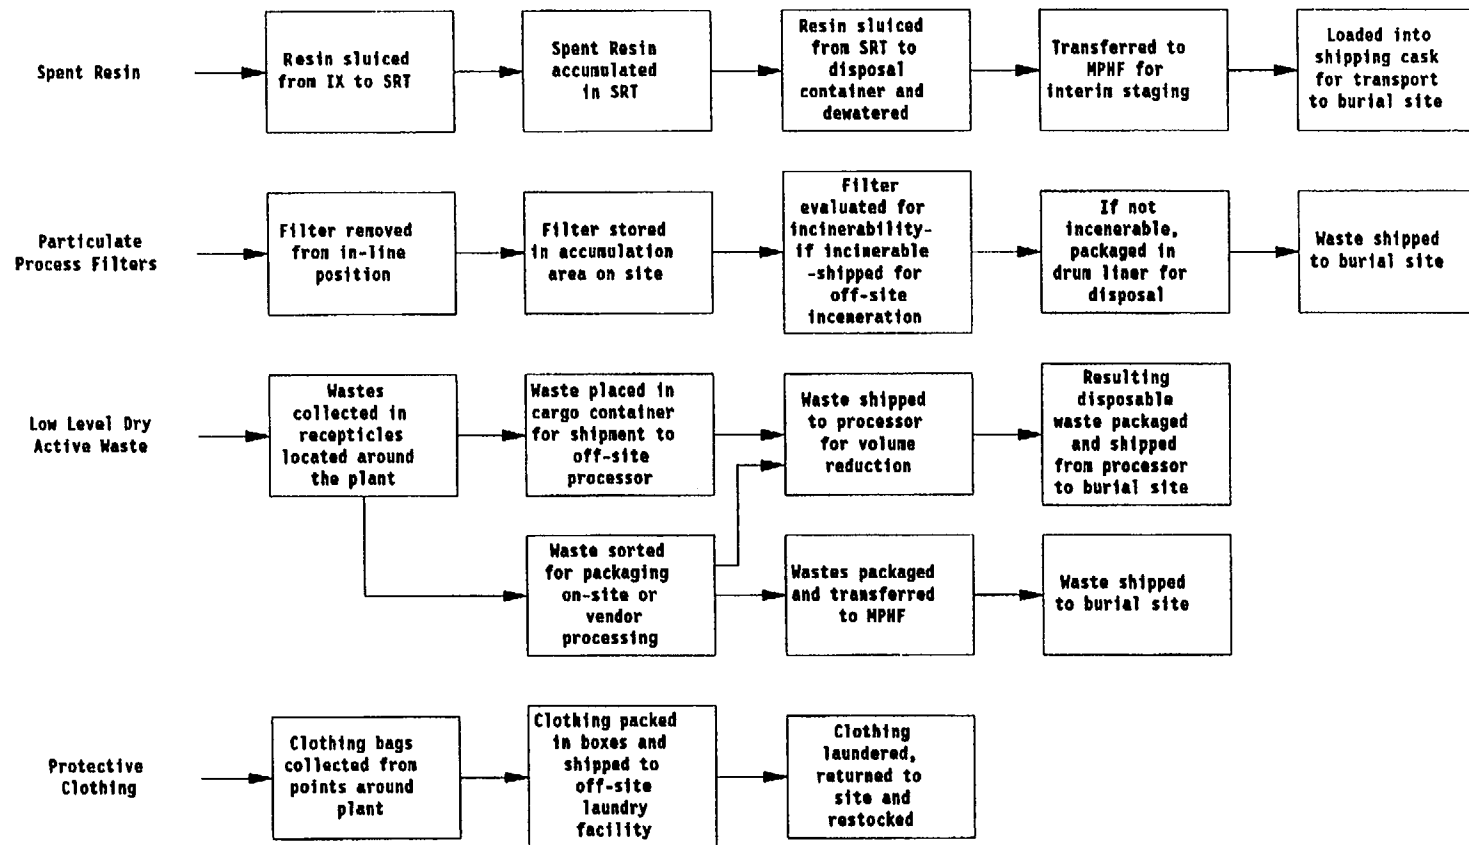 Spent Resin
Resin sluiced
from IX to SRT
Spent Resin
accumulated
in SRT
Resin sluiced
from SRT to
disposal
container and
dewatered
Transferred to
MPHF for
interim staging
Loaded into
shipping cask
for transport
to burial site
Particulate
Process Filters
Filter removed
from in-line
position
Filter stored
in accumulation
area on site
Filter
evaluated for
incinerability-
if incinerable
-shipped for
off-site
incemeration
If not
incenerable,
packaged in
drum liner for
disposal
Waste shipped
to burial site
Low Level Dry
Active Waste
Wastes
collected in
recepticles
located around
the plant
Waste placed in
cargo container
for shipment to
off-site
processor
Waste shipped
to processor
for volume
reduction
Resulting
disposable
waste packaged
and shipped
from processor
to burial site
Waste sorted
for packaging
on-site or
vendor
processing
Wastes packaged
and transferred
to MPHF
Waste shipped
to burial site
Protective
Clothing
Clothing bags
collected from
points around
plant
Clothing packed
in boxes and
shipped to
off-site
laundry
facility
Clothing
laundered,
returned to
site and
restocked